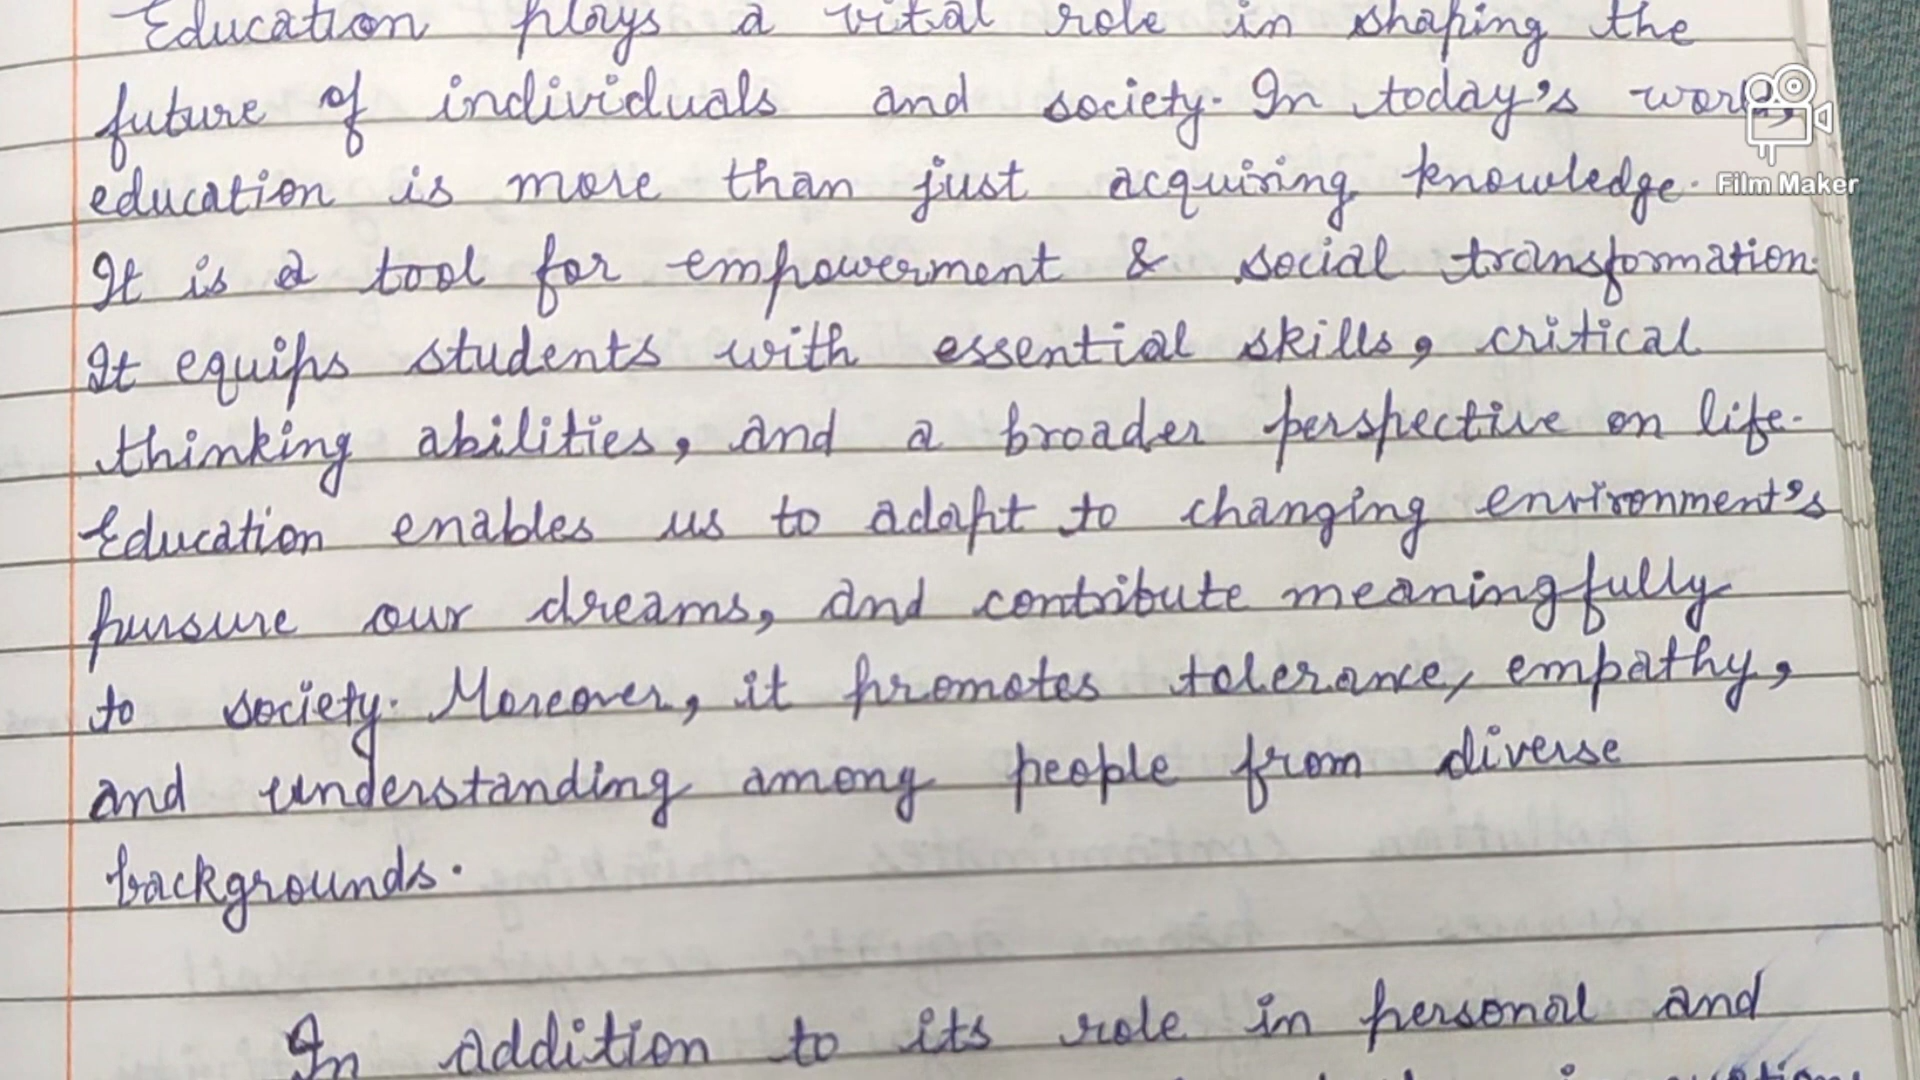 Education plays a vital role in shaping the
future of individuals and society. In today's
education is more than just acquiring knowledge.
It is a tool for empowerment & social transformation.
It equips students with essential skills, critical
thinking abilities, and a broader perspective on life.
Education enables us to adapt to changing environment's
pursure our dreams, and contribute meaningfully
to society. Moreover, it promotes tolerance, empathy,
and understanding among people from diverse
backgrounds.
In addition to its role in personal and
Film Maker